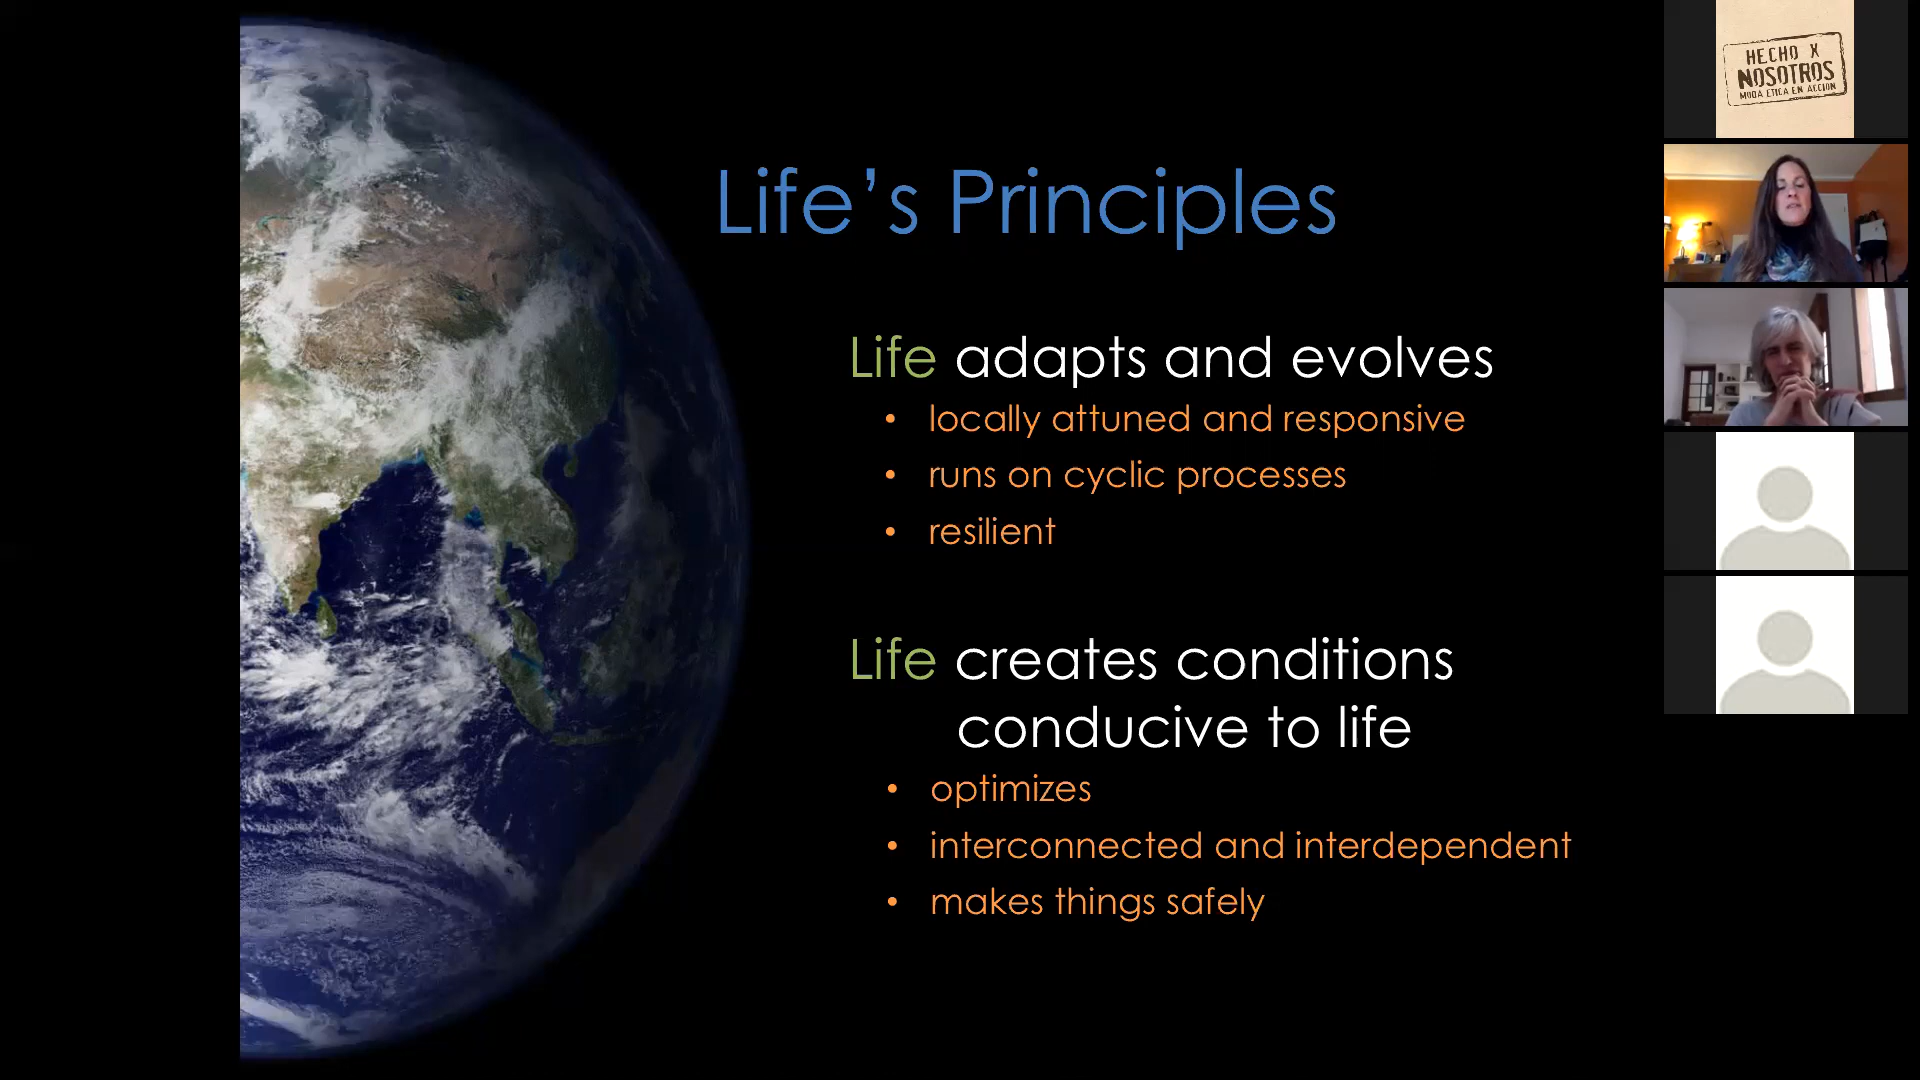 Life’s Principles
Life adapts and evolves
• locally attuned and responsive
• runs on cyclic processes
• resilient
Life creates conditions
conducive to life
• optimizes
• interconnected and interdependent
• makes things safely
HECHO X
NOSOTROS
MODA ETICA EN ACCION